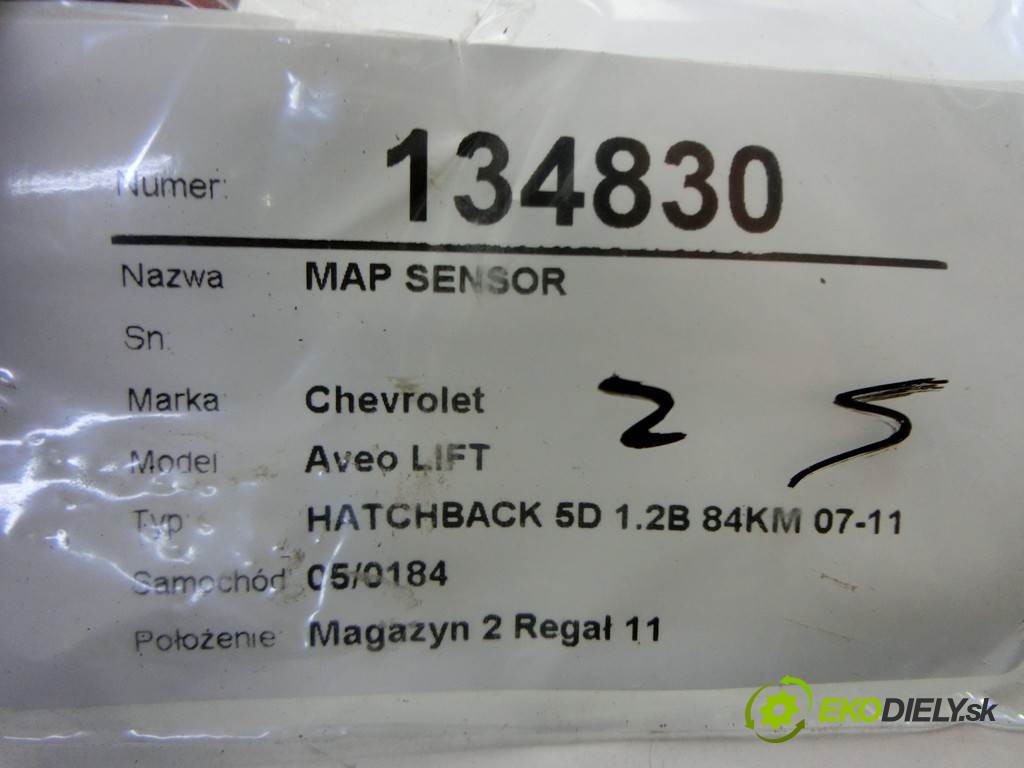 Numer: 134830
Nazwa MAP SENSOR
Sn:
Marka Chevrolet 2 5
Model Aveo LIFT
Typ: HATCHBACK 5D 1.2B 84KM 07-11
Samochód: 05/0184
Położenie: Magazyn 2 Regał 11
EKODIELY.sk